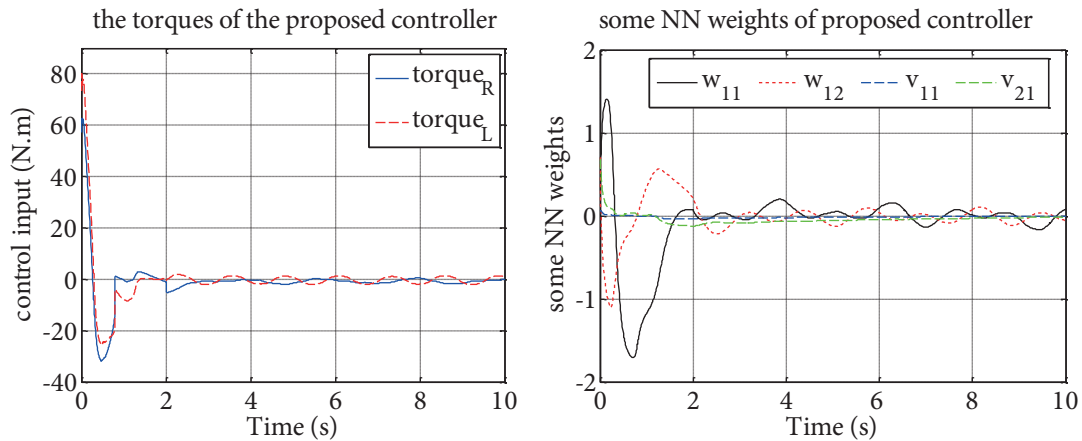 the torques of the proposed controller
control input (N.m)
80
60
40
20
0
-20
-40
0 2 4 6 8 10
Time (s)
torque_R
torque_L
some NN weights of proposed controller
some NN weights
2
1
0
-1
-2
0 2 4 6 8 10
Time (s)
w_11 w_12 v_11 v_21